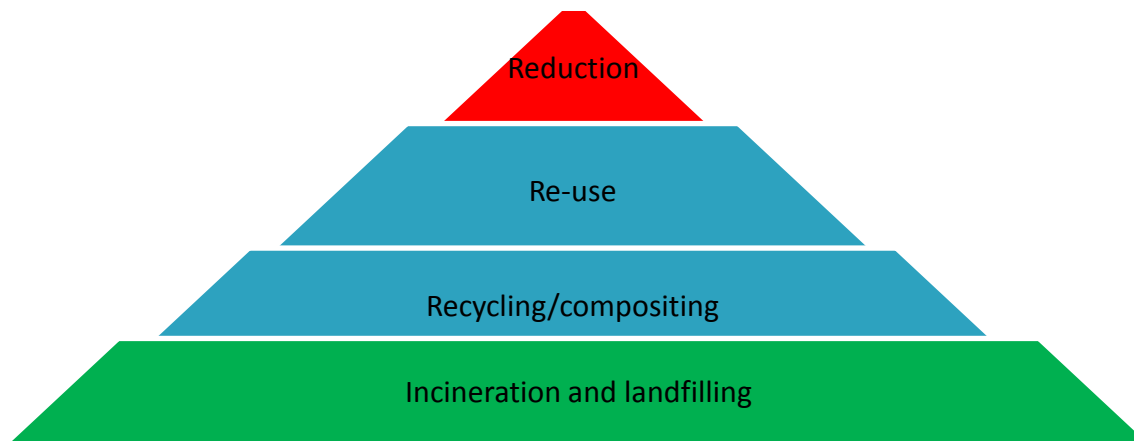 Reduction
Re-use
Recycling/compositing
Incineration and landfilling